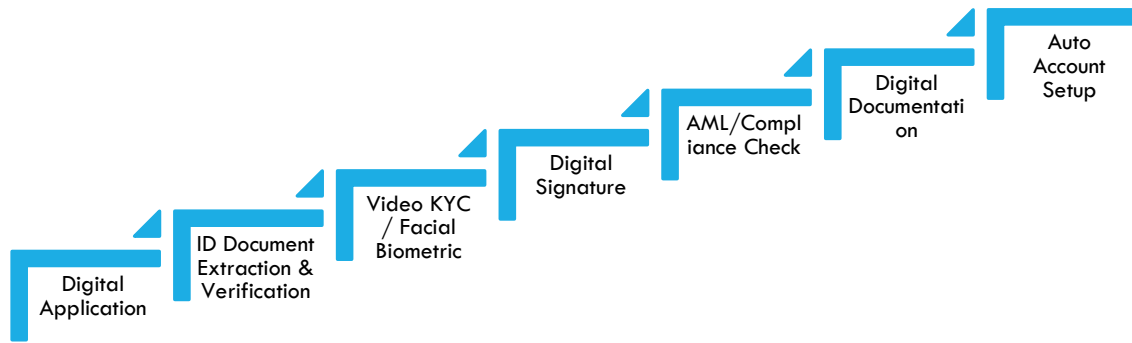 Digital
Application
ID Document
Extraction &
Verification
Video KYC
/ Facial
Biometric
Digital
Signature
AML/Compl
iance Check
Digital
Documentati
on
Auto
Account
Setup